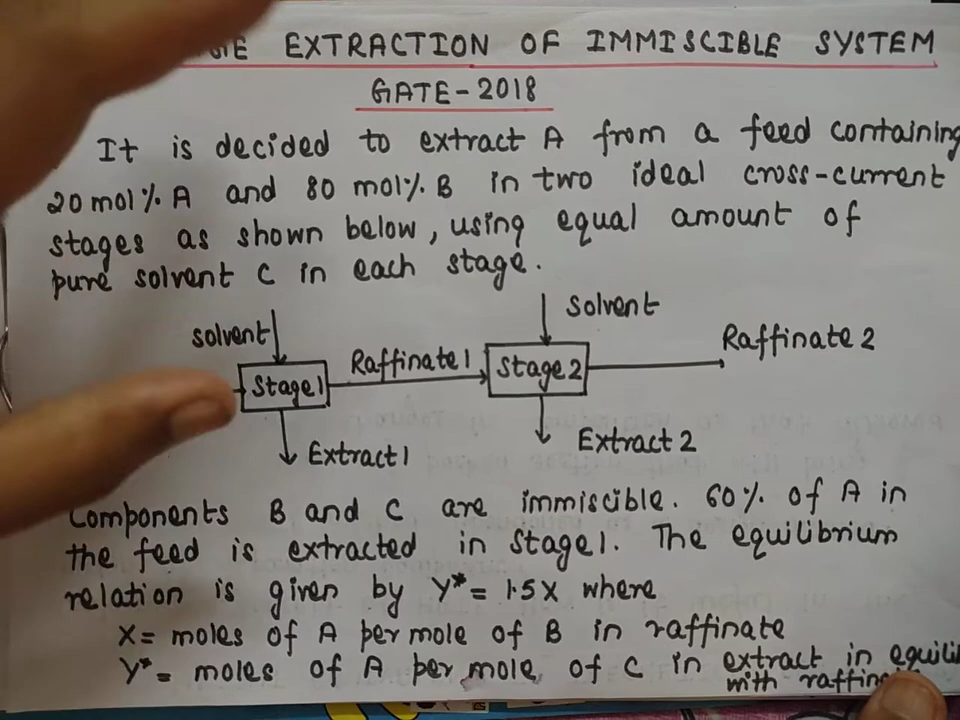 EXTRACTION OF IMMISCIBLE SYSTEM
GATE-2018
It is decided to extract A from a feed containing
20 mol% A and 80 mol% B in two ideal cross-current
stages as shown below, using equal amount of
pure solvent C in each stage.
solvent
solvent
Raffinate 1
Raffinate 2
Stage 1
Stage 2
Extract 1
Extract 2
Components B and C are immiscible. 60% of A in
the feed is extracted in stage 1. The equilibrium
relation is given by Y* = 1.5X where
X = moles of A per mole of B in raffinate
Y* = moles of A per mole of C in extract in
with